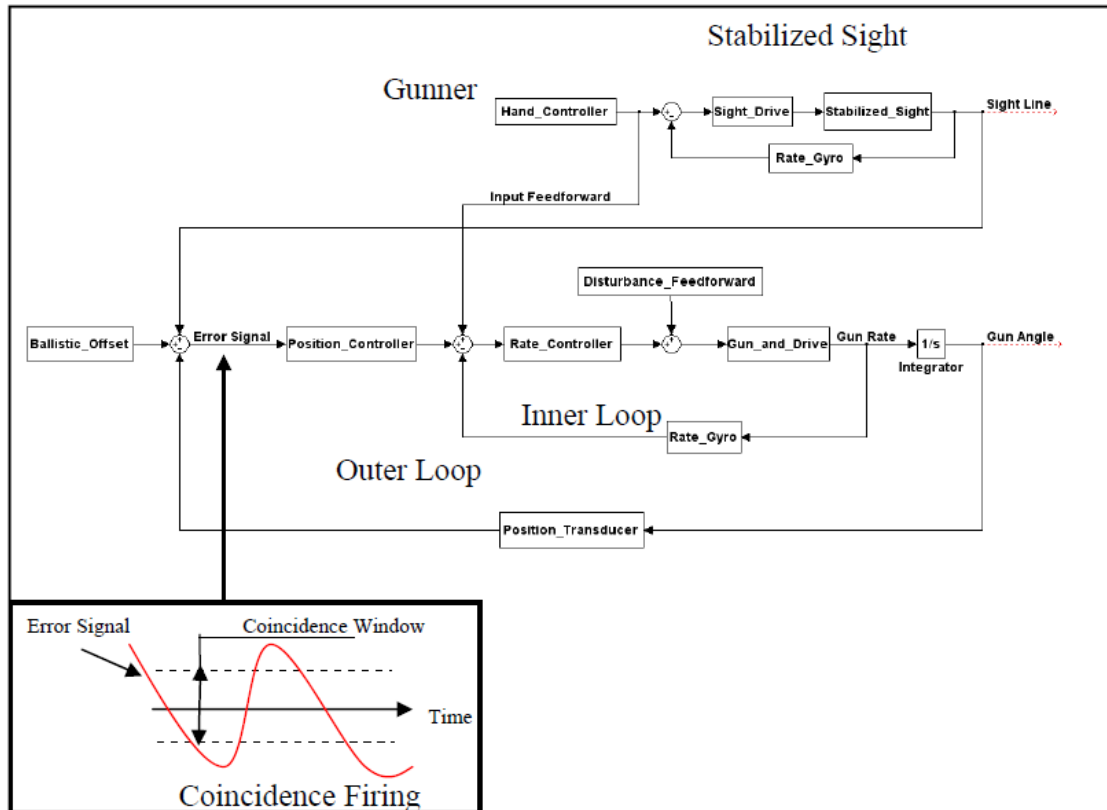 Stabilized Sight
Gunner
Hand_Controller
Sight_Drive
Stabilized_Sight
Sight Line
Rate_Gyro
Input Feedforward
Disturbance_Feedforward
Ballistic_Offset
Error Signal
Position_Controller
Rate_Controller
Gun_and_Drive
Gun Rate
1/s
Integrator
Gun Angle
Inner Loop
Rate_Gyro
Outer Loop
Position_Transducer
Error Signal
Coincidence Window
Time
Coincidence Firing